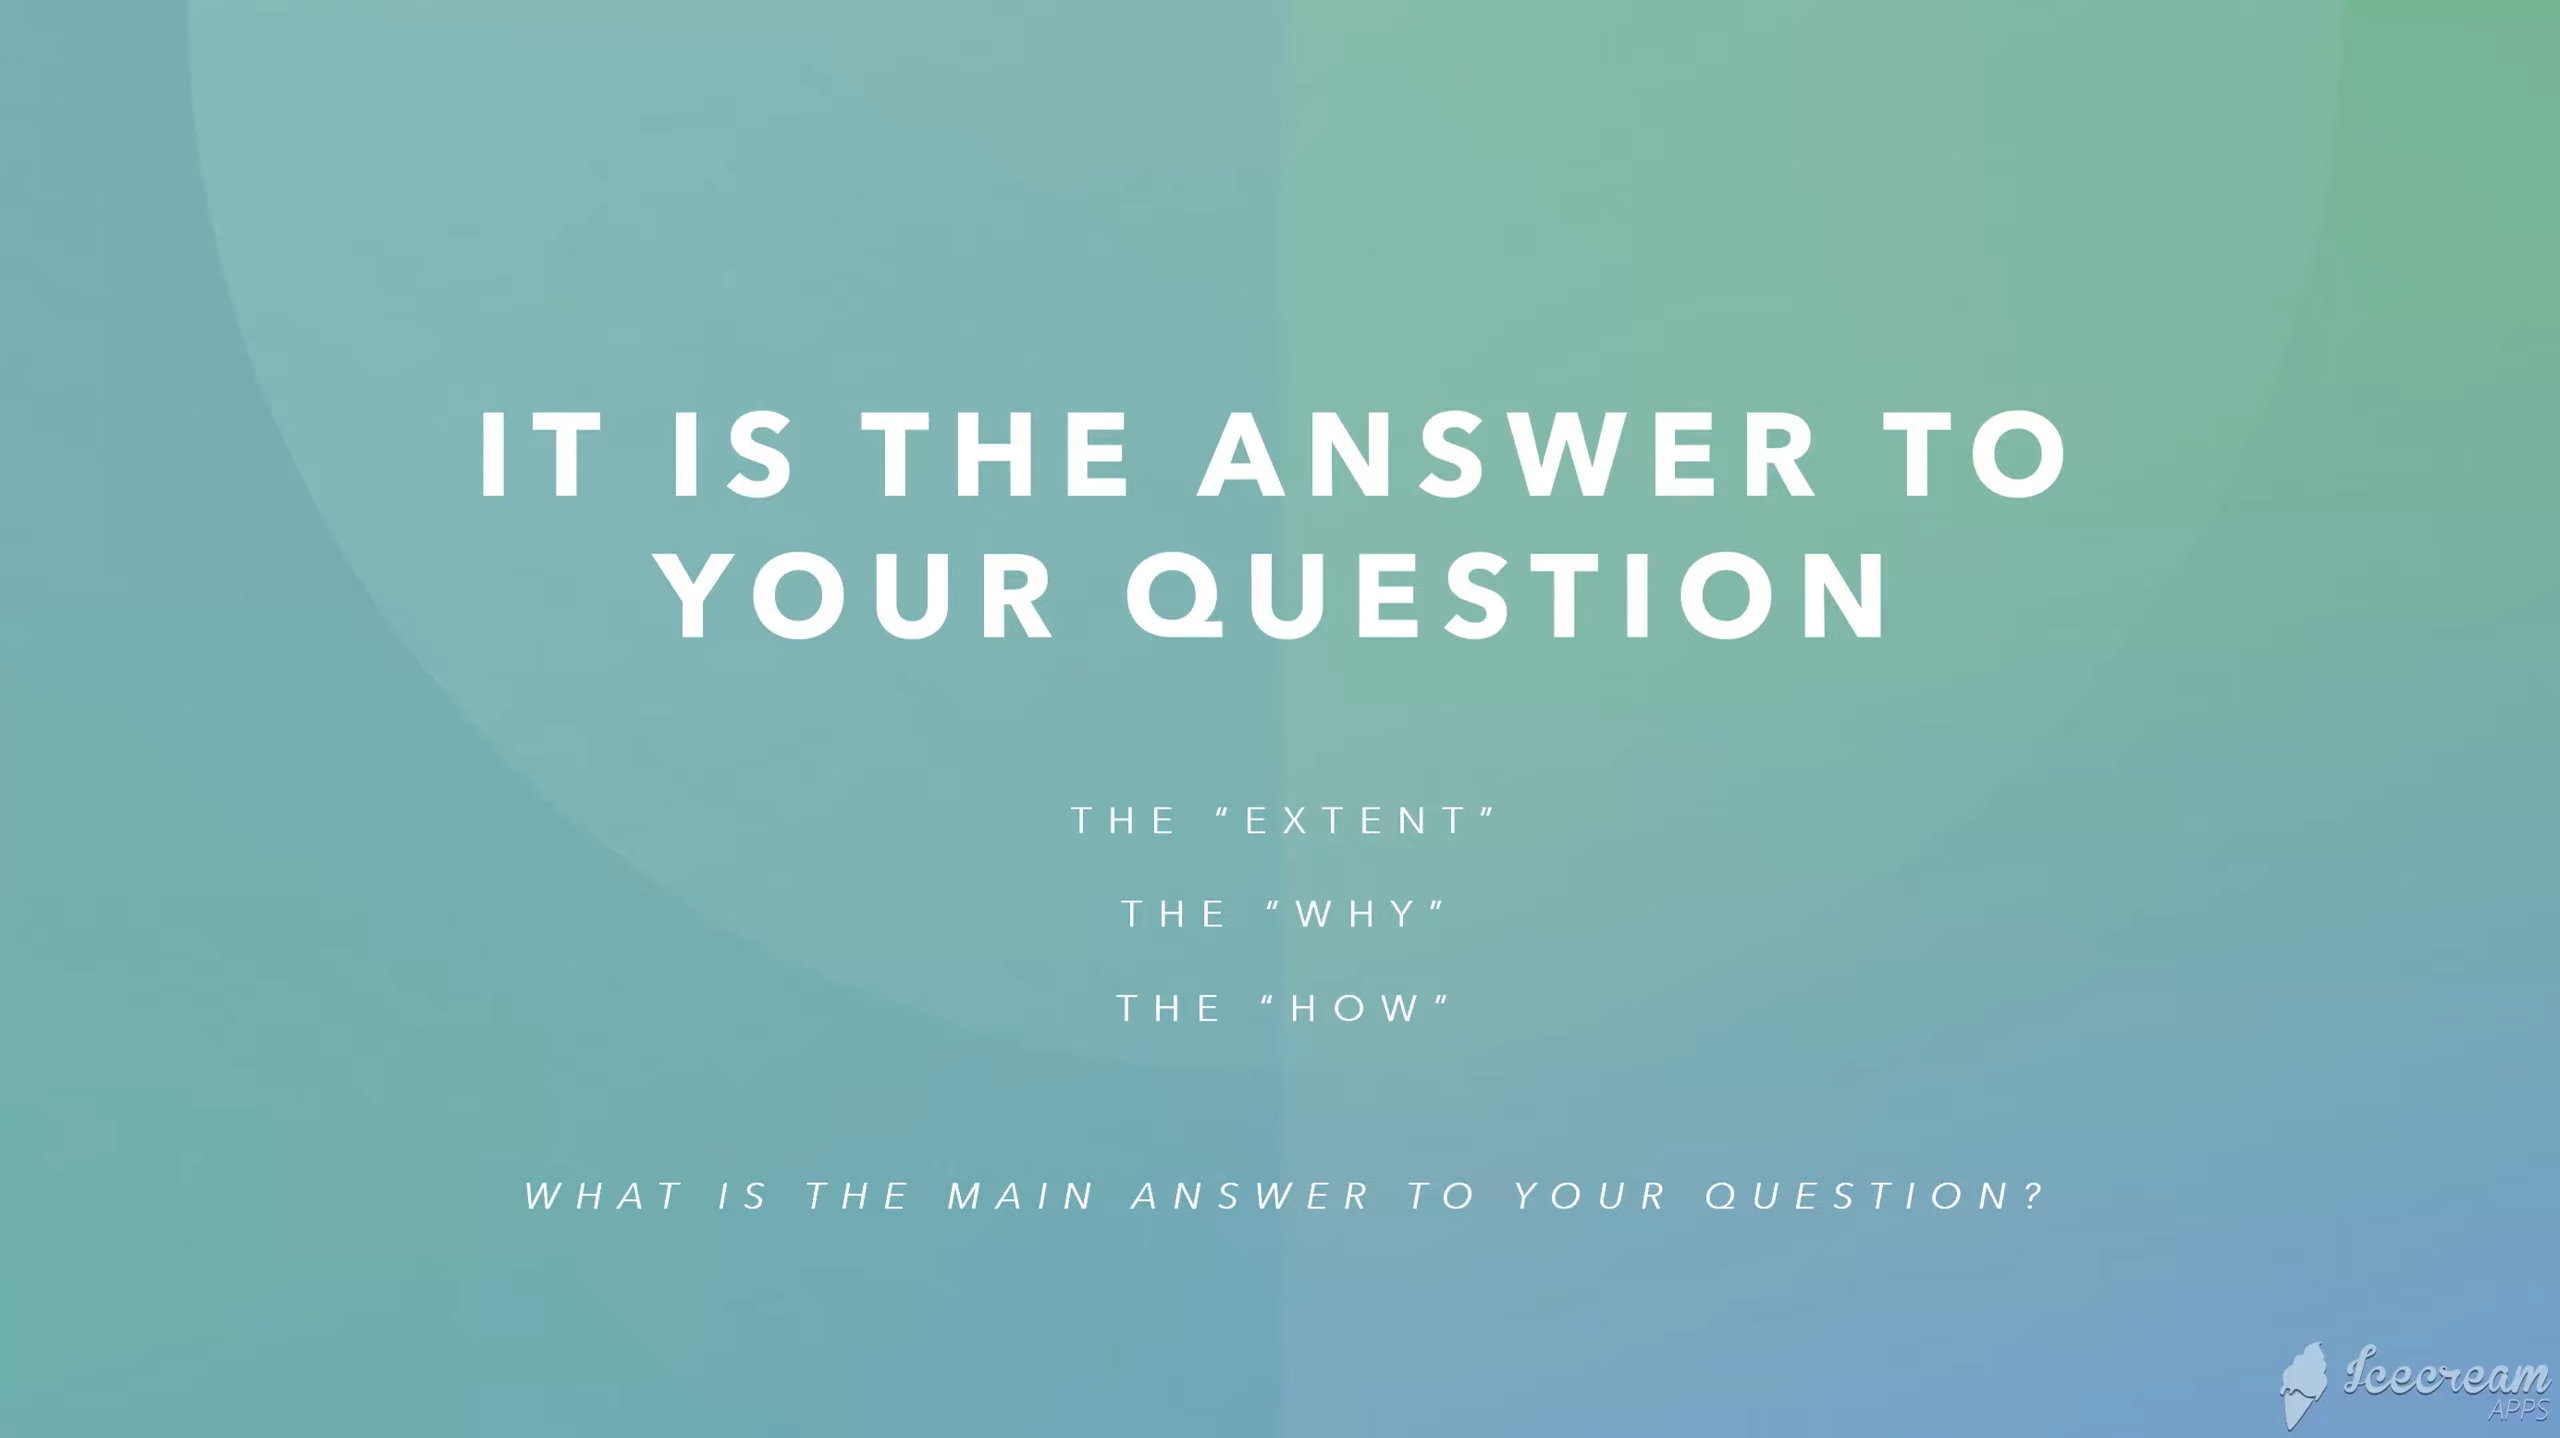 IT IS THE ANSWER TO
YOUR QUESTION
THE “EXTENT”
THE “WHY”
THE “HOW”
WHAT IS THE MAIN ANSWER TO YOUR QUESTION?
Icecream
APPS